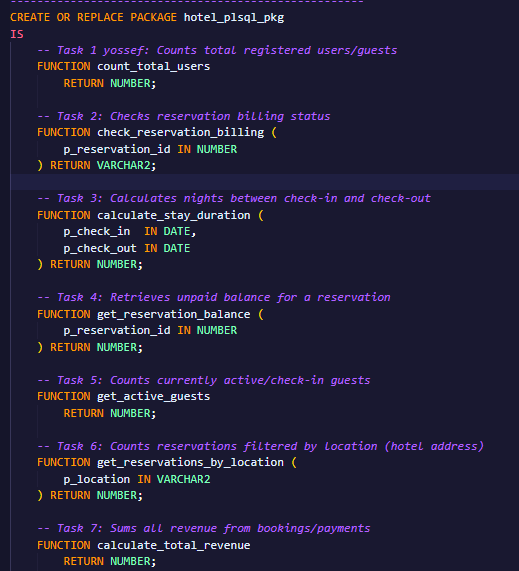 --------------------------------------------------
CREATE OR REPLACE PACKAGE hotel_plsql_pkg
IS
    -- Task 1 yossef: Counts total registered users/guests
    FUNCTION count_total_users
        RETURN NUMBER;

    -- Task 2: Checks reservation billing status
    FUNCTION check_reservation_billing (
        p_reservation_id IN NUMBER
    ) RETURN VARCHAR2;

    -- Task 3: Calculates nights between check-in and check-out
    FUNCTION calculate_stay_duration (
        p_check_in  IN DATE,
        p_check_out IN DATE
    ) RETURN NUMBER;

    -- Task 4: Retrieves unpaid balance for a reservation
    FUNCTION get_reservation_balance (
        p_reservation_id IN NUMBER
    ) RETURN NUMBER;

    -- Task 5: Counts currently active/check-in guests
    FUNCTION get_active_guests
        RETURN NUMBER;

    -- Task 6: Counts reservations filtered by location (hotel address)
    FUNCTION get_reservations_by_location (
        p_location IN VARCHAR2
    ) RETURN NUMBER;

    -- Task 7: Sums all revenue from bookings/payments
    FUNCTION calculate_total_revenue
        RETURN NUMBER;